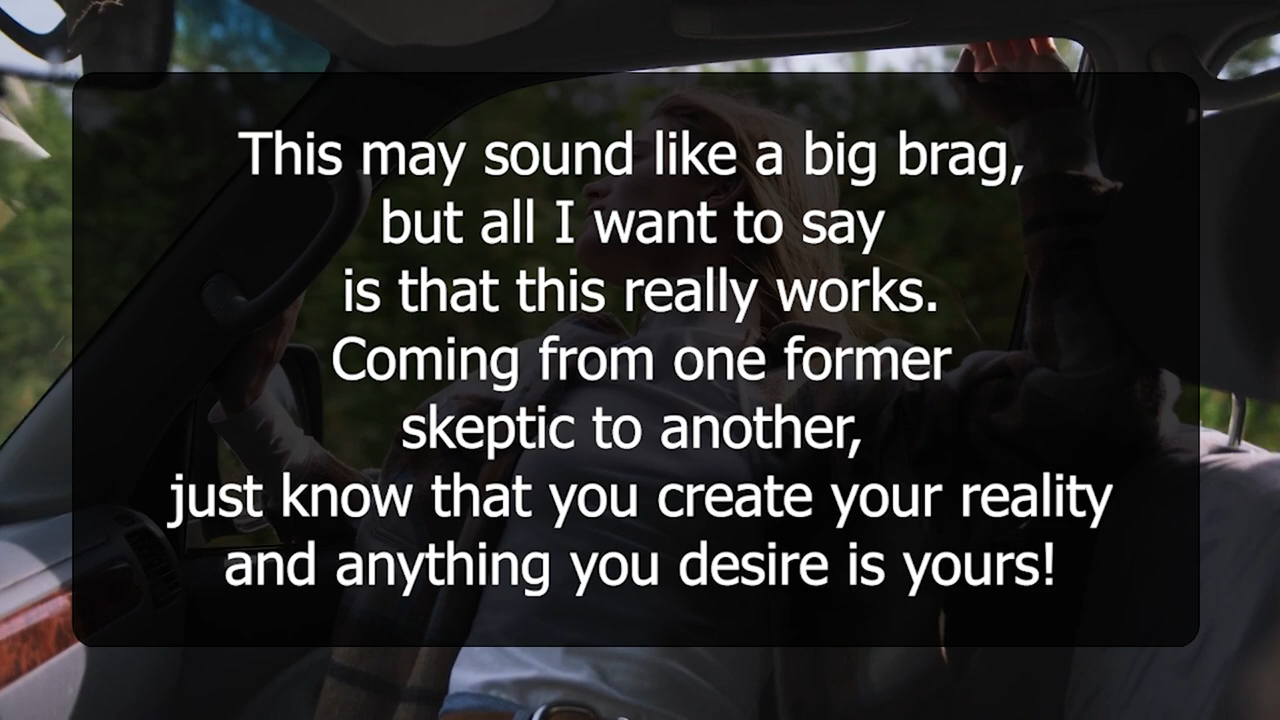 This may sound like a big brag,
but all I want to say
is that this really works.
Coming from one former
skeptic to another,
just know that you create your reality
and anything you desire is yours!